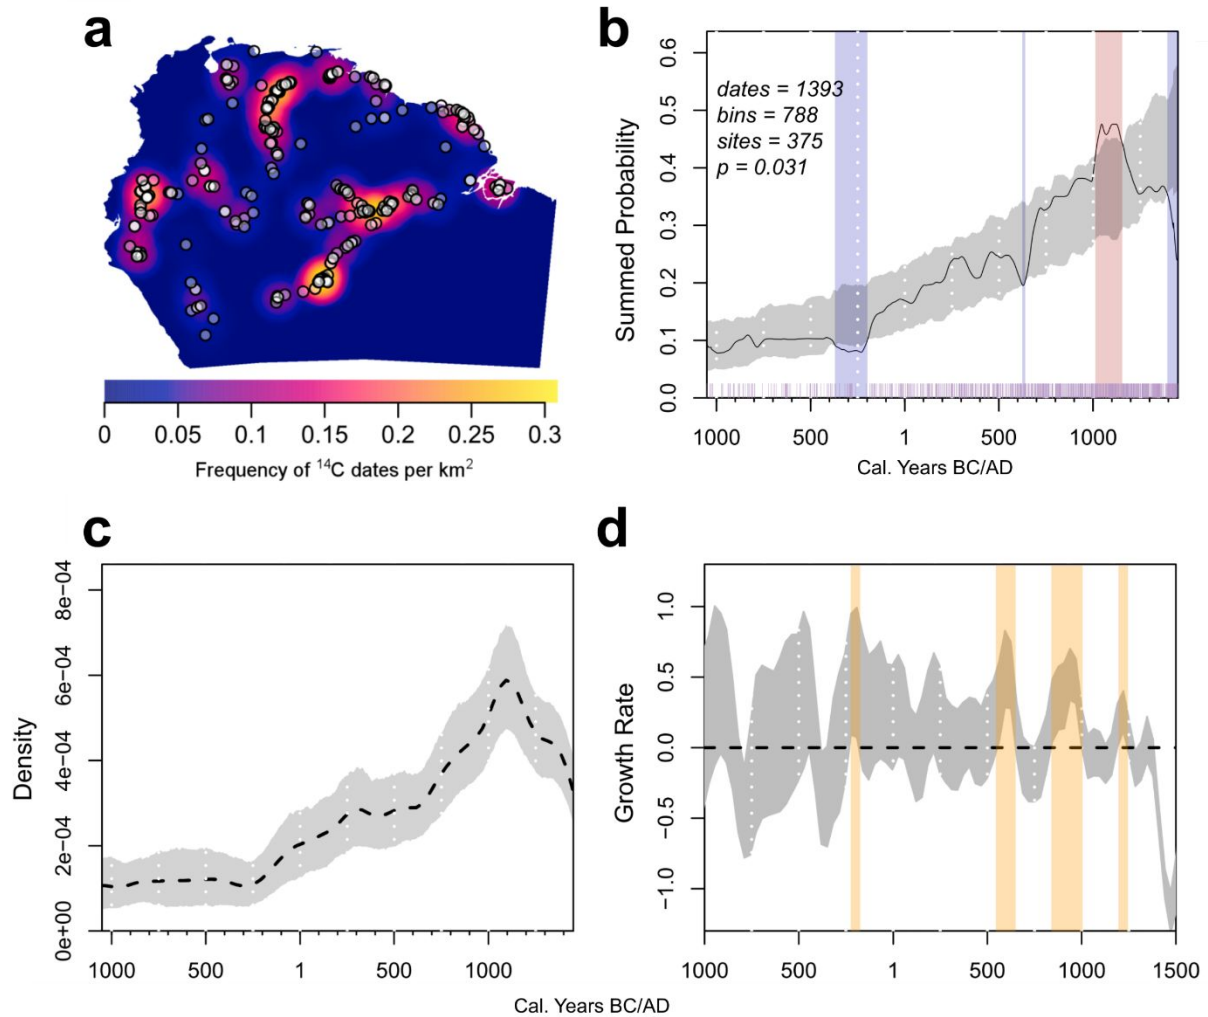 a
0 0.05 0.1 0.15 0.2 0.25 0.3
Frequency of ¹⁴C dates per km²
b
dates = 1393
bins = 788
sites = 375
p = 0.031
Summed Probability
0.6
0.5
0.4
0.3
0.2
0.1
0.0
1000 500 1 500 1000
Cal. Years BC/AD
c
Density
8e−04
6e−04
4e−04
2e−04
0e+00
1000 500 1 500 1000
d
Growth Rate
1.0
0.5
0.0
−0.5
−1.0
1000 500 1 500 1000 1500
Cal. Years BC/AD